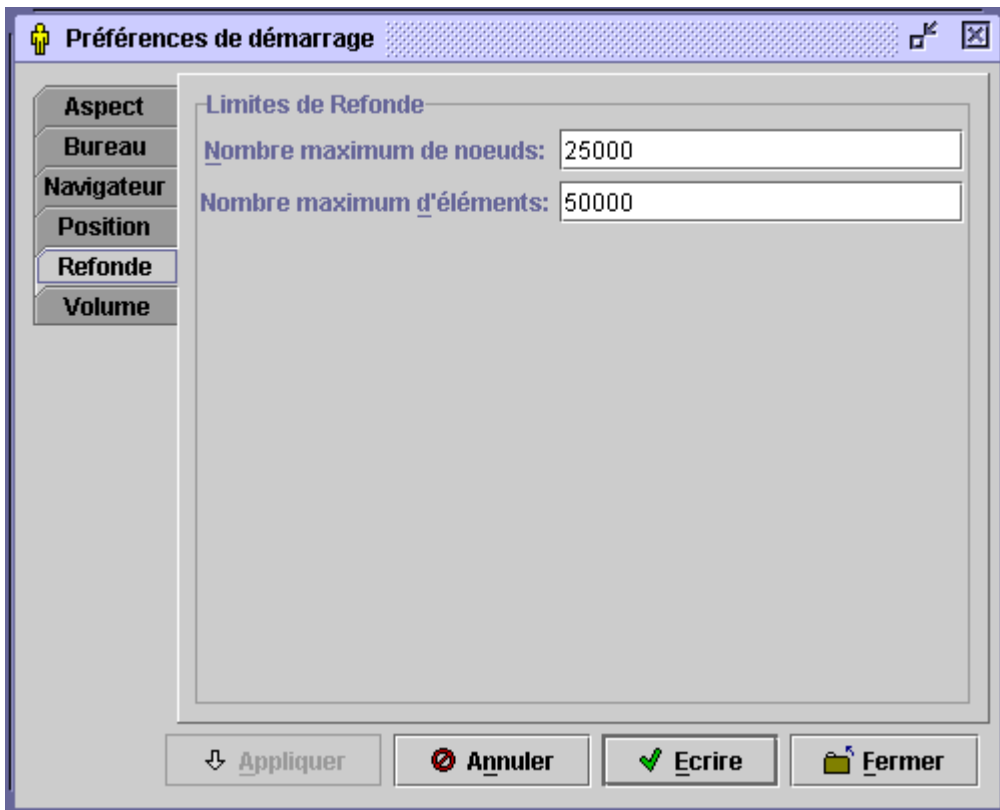 Préférences de démarrage
Aspect
Bureau
Navigateur
Position
Refonde
Volume
Limites de Refonde
Nombre maximum de noeuds: 25000
Nombre maximum d'éléments: 50000
Appliquer
Annuler
Ecrire
Fermer